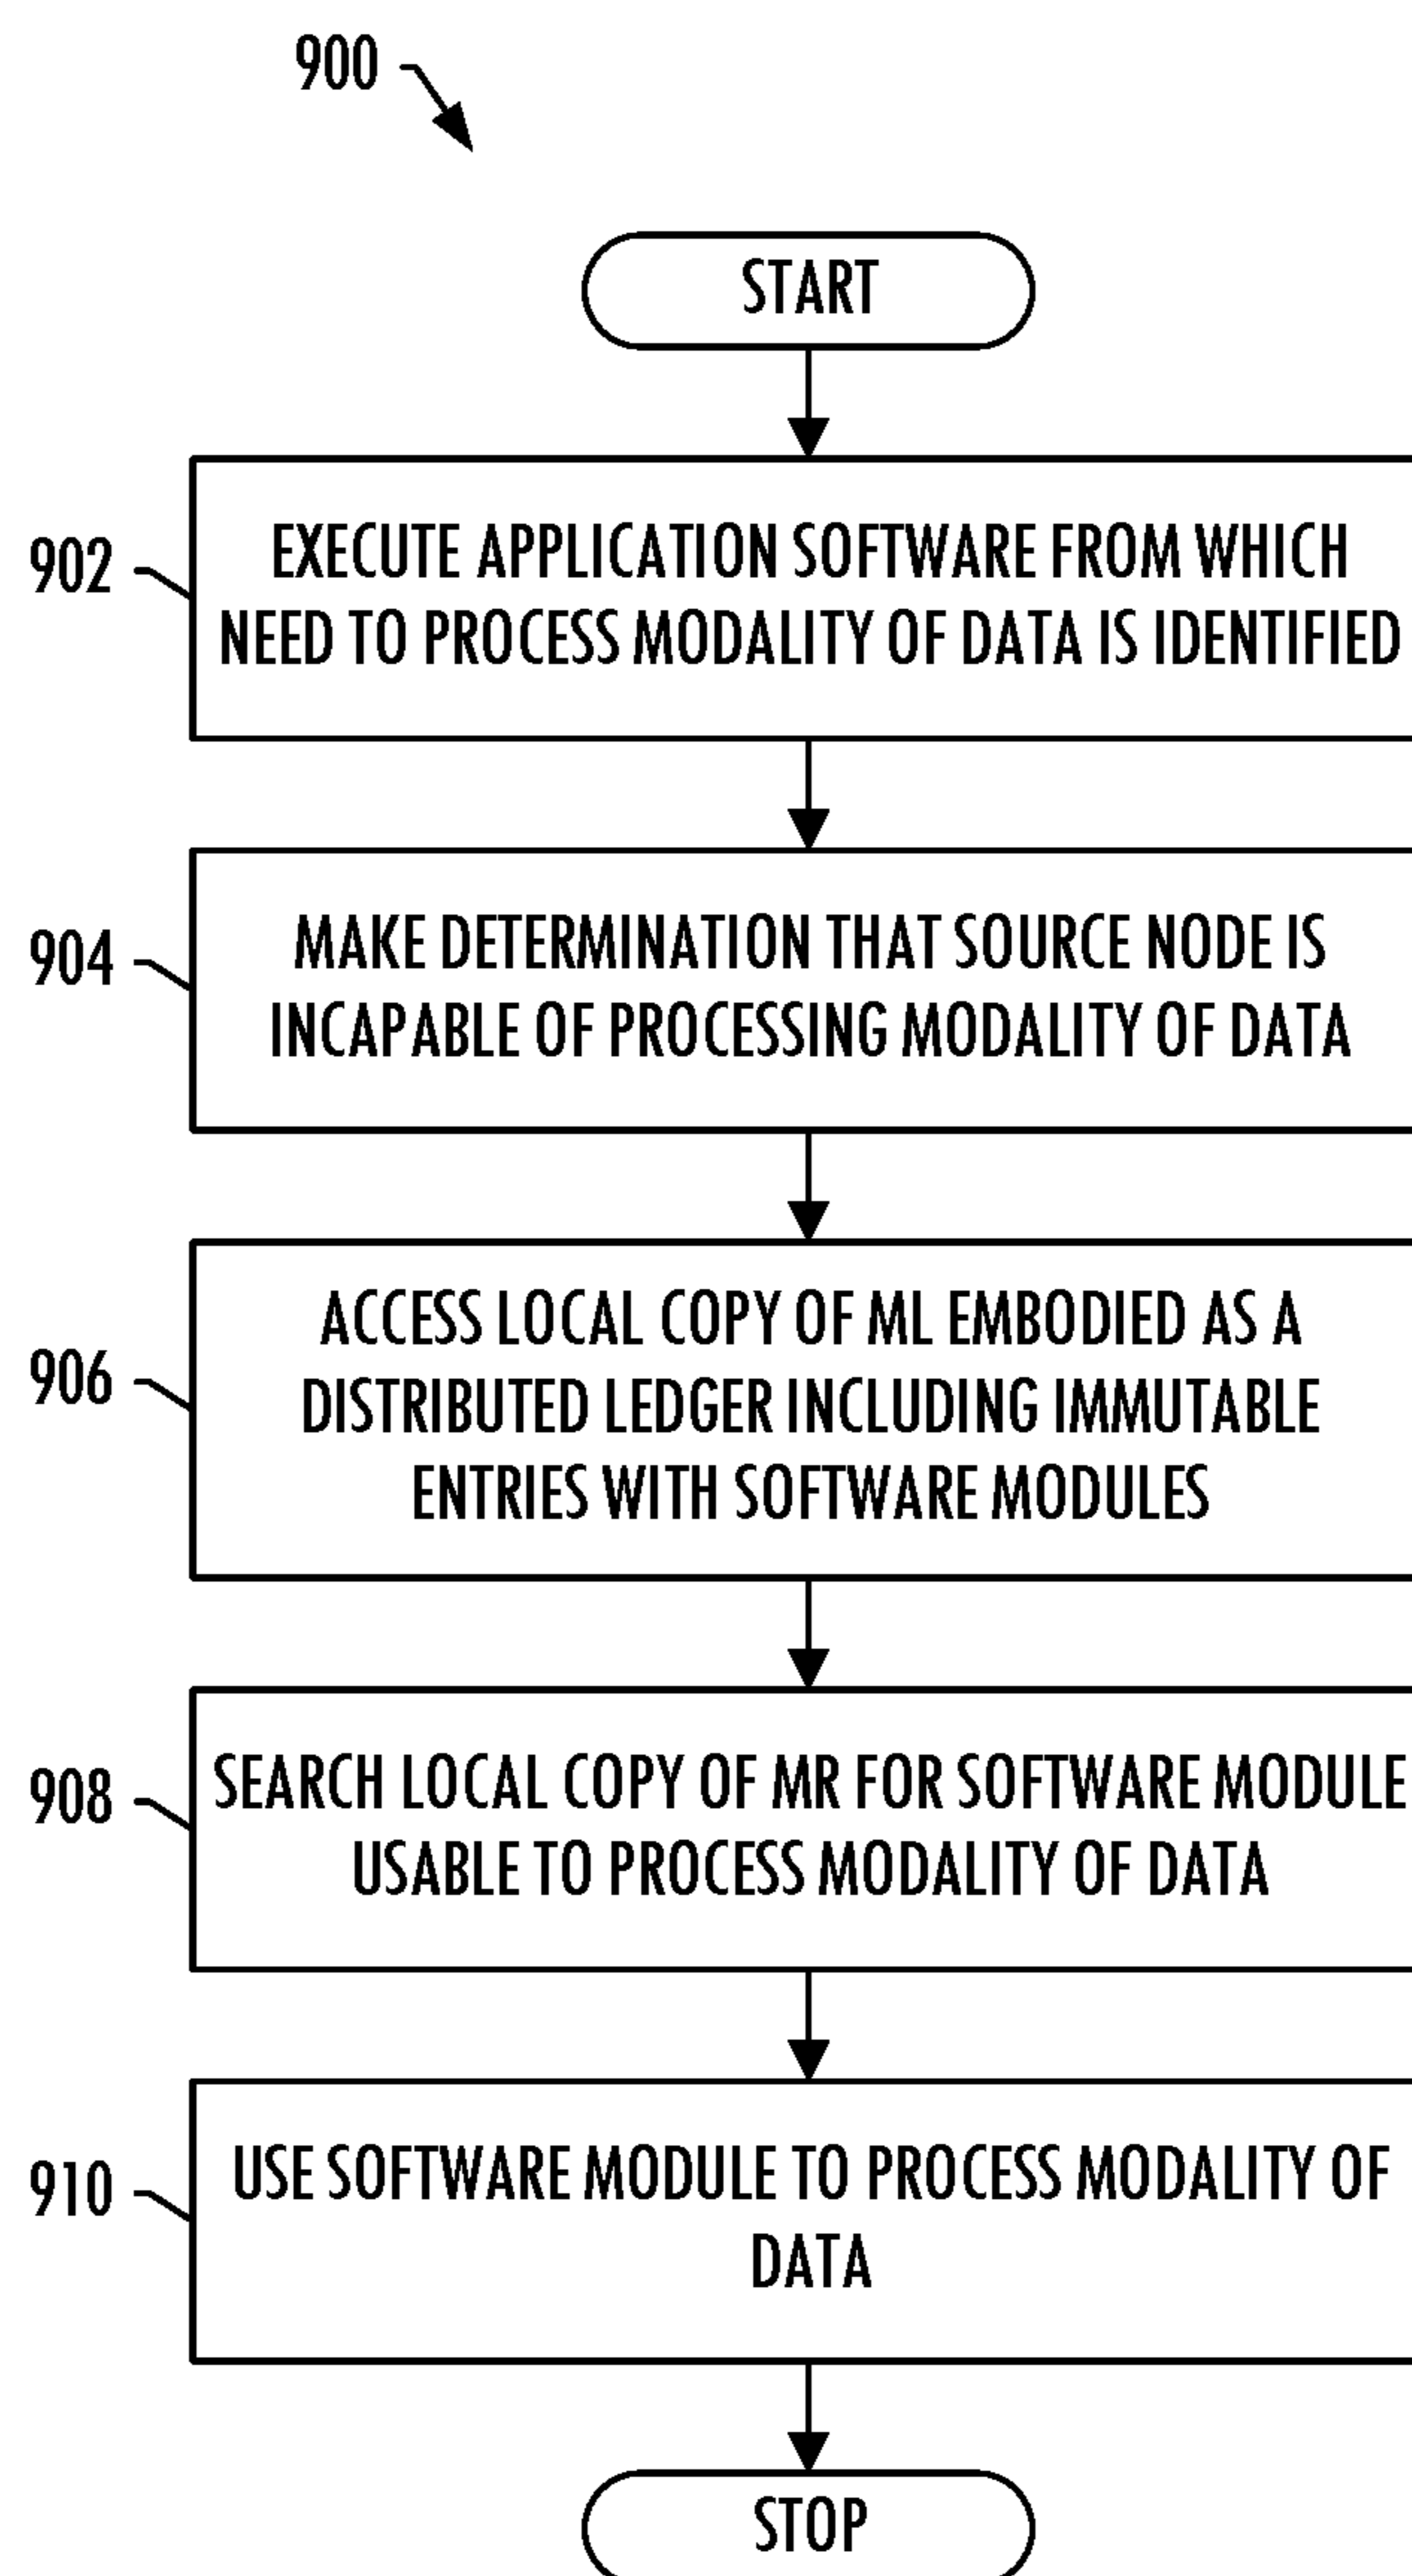 900
START
902
EXECUTE APPLICATION SOFTWARE FROM WHICH
NEED TO PROCESS MODALITY OF DATA IS IDENTIFIED
904
MAKE DETERMINATION THAT SOURCE NODE IS
INCAPABLE OF PROCESSING MODALITY OF DATA
906
ACCESS LOCAL COPY OF ML EMBODIED AS A
DISTRIBUTED LEDGER INCLUDING IMMUTABLE
ENTRIES WITH SOFTWARE MODULES
908
SEARCH LOCAL COPY OF MR FOR SOFTWARE MODULE
USABLE TO PROCESS MODALITY OF DATA
910
USE SOFTWARE MODULE TO PROCESS MODALITY OF
DATA
STOP